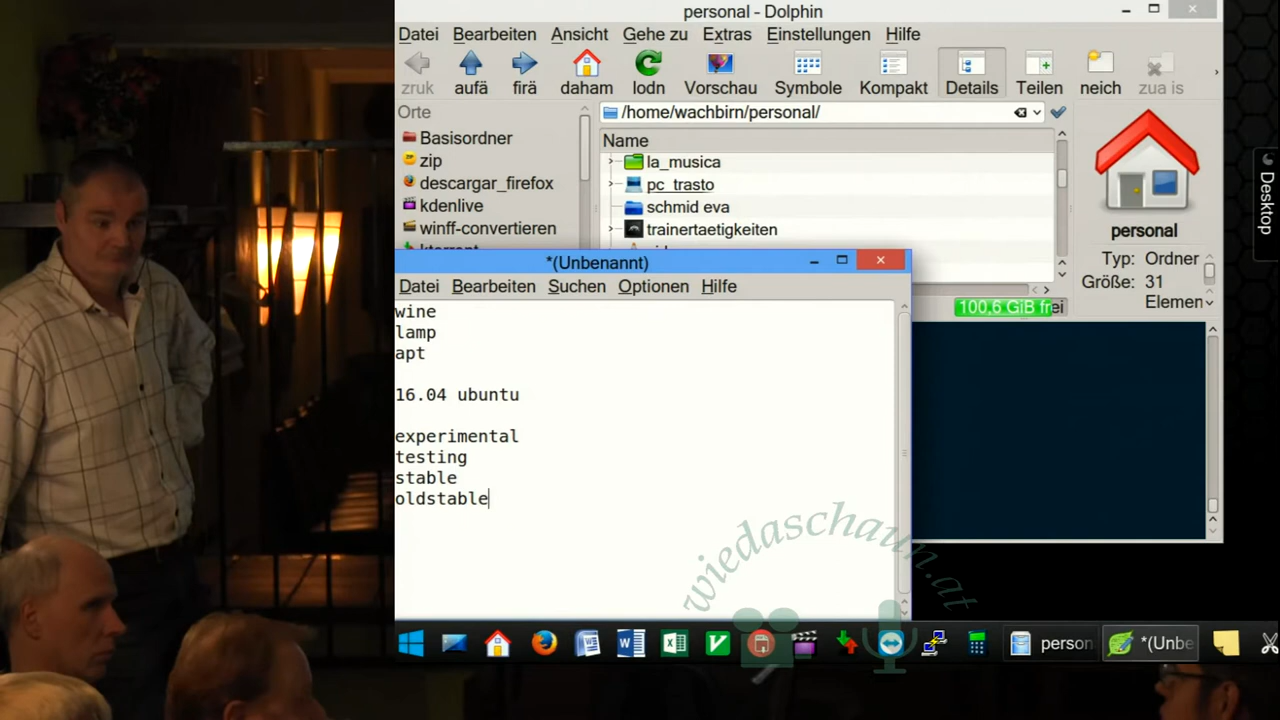 personal - Dolphin
Datei Bearbeiten Ansicht Gehe zu Extras Einstellungen Hilfe
zruk aufä firä daham lodn Vorschau Symbole Kompakt Details Teilen neich zua is
Orte
/home/wachbirn/personal/
Basisordner
zip
descargar_firefox
kdenlive
winff-convertieren
Name
la_musica
pc_trasto
schmid eva
trainertaetigkeiten
personal
Typ: Ordner
Größe: 31
Elemen
100,6 GiB frei
Desktop
*(Unbenannt)
Datei Bearbeiten Suchen Optionen Hilfe
wine
lamp
apt
16.04 ubuntu
experimental
testing
stable
oldstable
wiedaschaun.at
person
*(Unbe